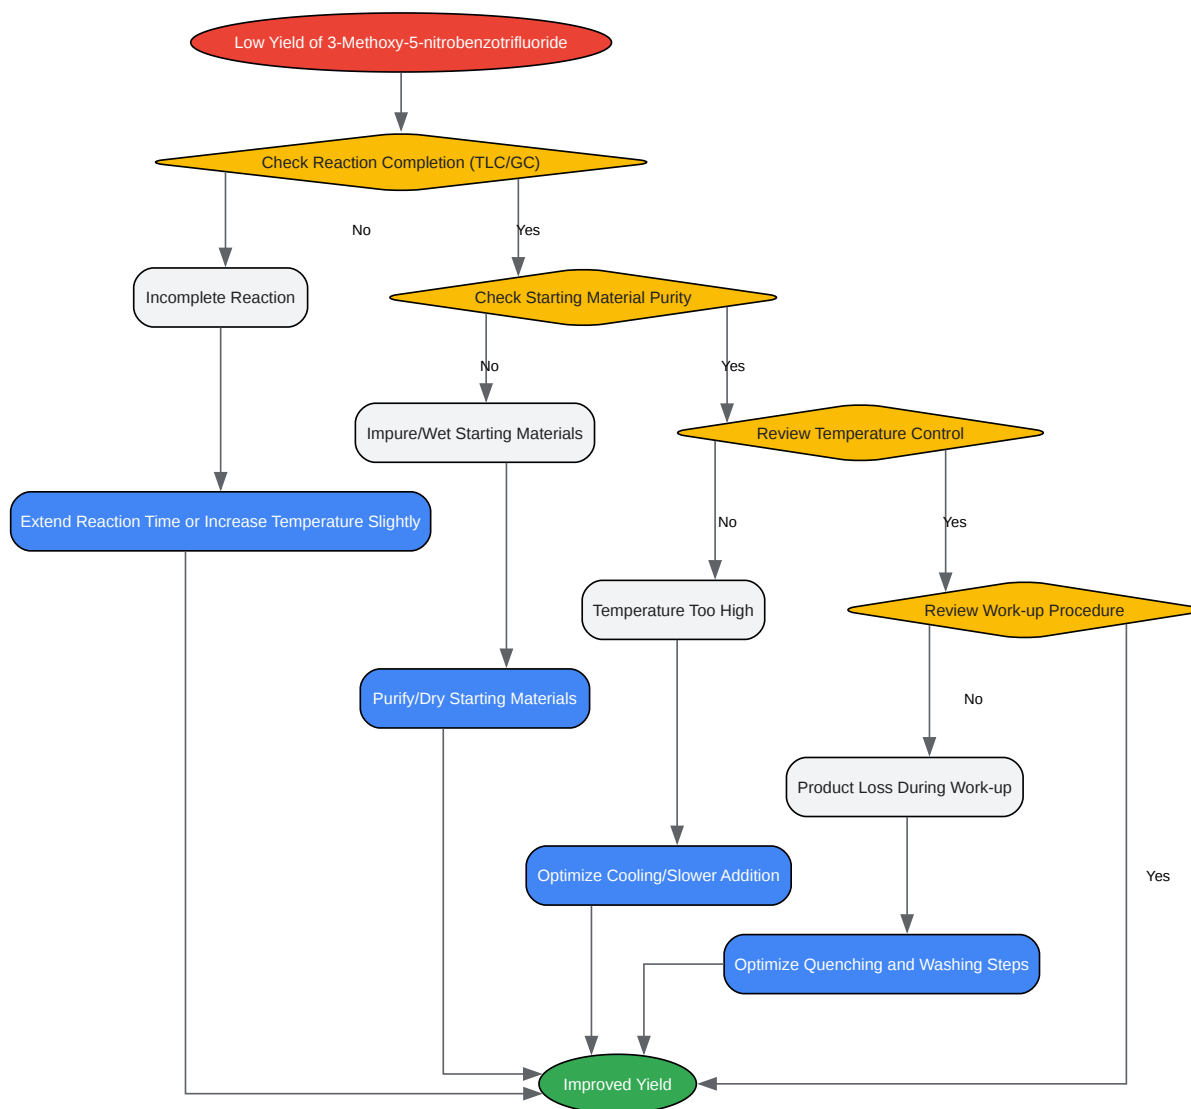 Low Yield of 3-Methoxy-5-nitrobenzotrifluoride
Check Reaction Completion (TLC/GC)
No
Yes
Incomplete Reaction
Check Starting Material Purity
No
Yes
Impure/Wet Starting Materials
Review Temperature Control
Extend Reaction Time or Increase Temperature Slightly
No
Yes
Temperature Too High
Review Work-up Procedure
Purify/Dry Starting Materials
No
Product Loss During Work-up
Optimize Cooling/Slower Addition
Yes
Optimize Quenching and Washing Steps
Improved Yield